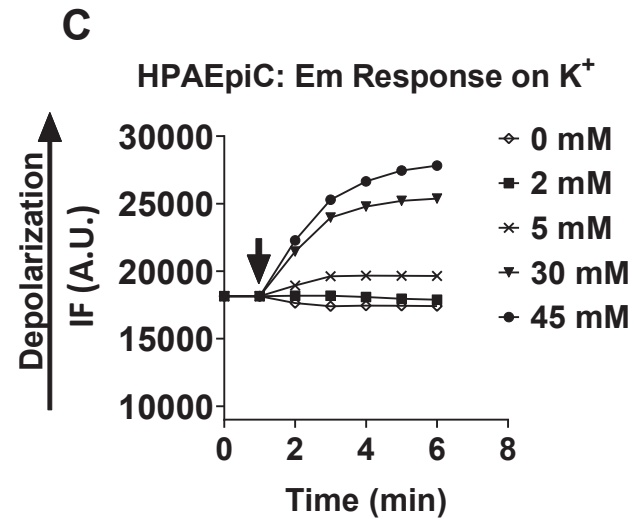 C
HPAEpiC: Em Response on K+
Depolarization
IF (A.U.)
30000
25000
20000
15000
10000
0 2 4 6 8
Time (min)
0 mM
2 mM
5 mM
30 mM
45 mM